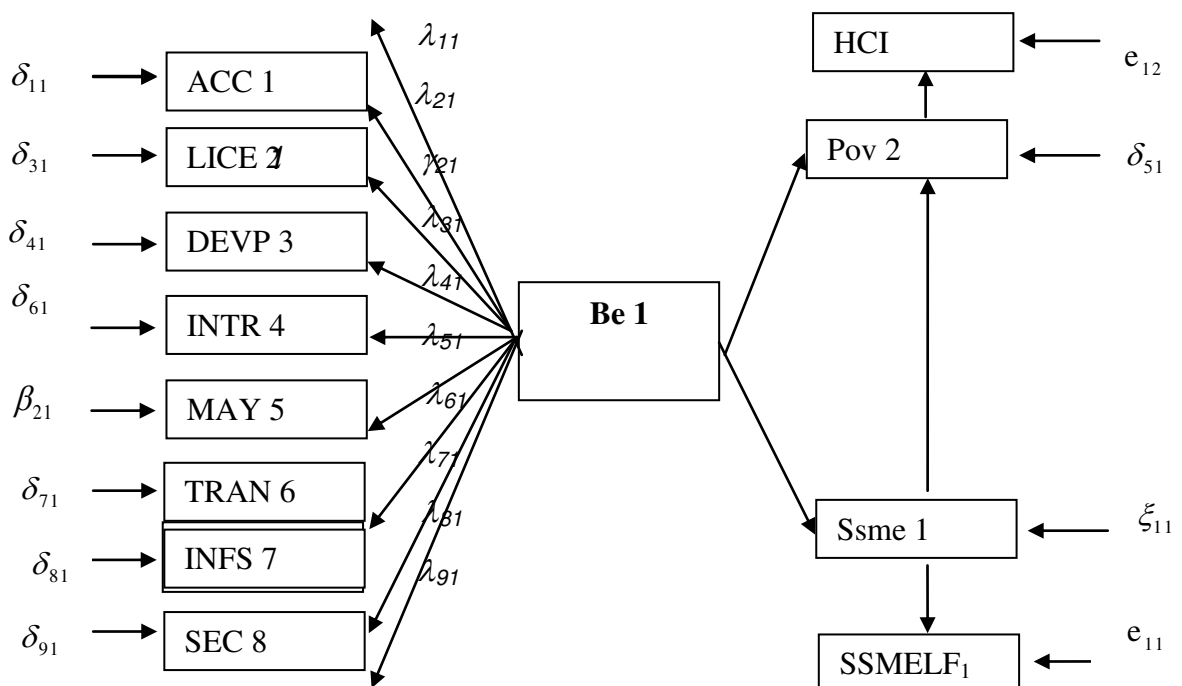 δ11
ACC 1
δ31
LICE 2
δ41
DEVP 3
δ61
INTR 4
β21
MAY 5
δ71
TRAN 6
δ81
INFS 7
δ91
SEC 8
λ11
λ21
γ21
λ31
λ41
λ51
λ61
λ71
λ81
λ91
Be 1
HCI
e12
Pov 2
δ51
Ssme 1
ξ11
SSMELF1
e11